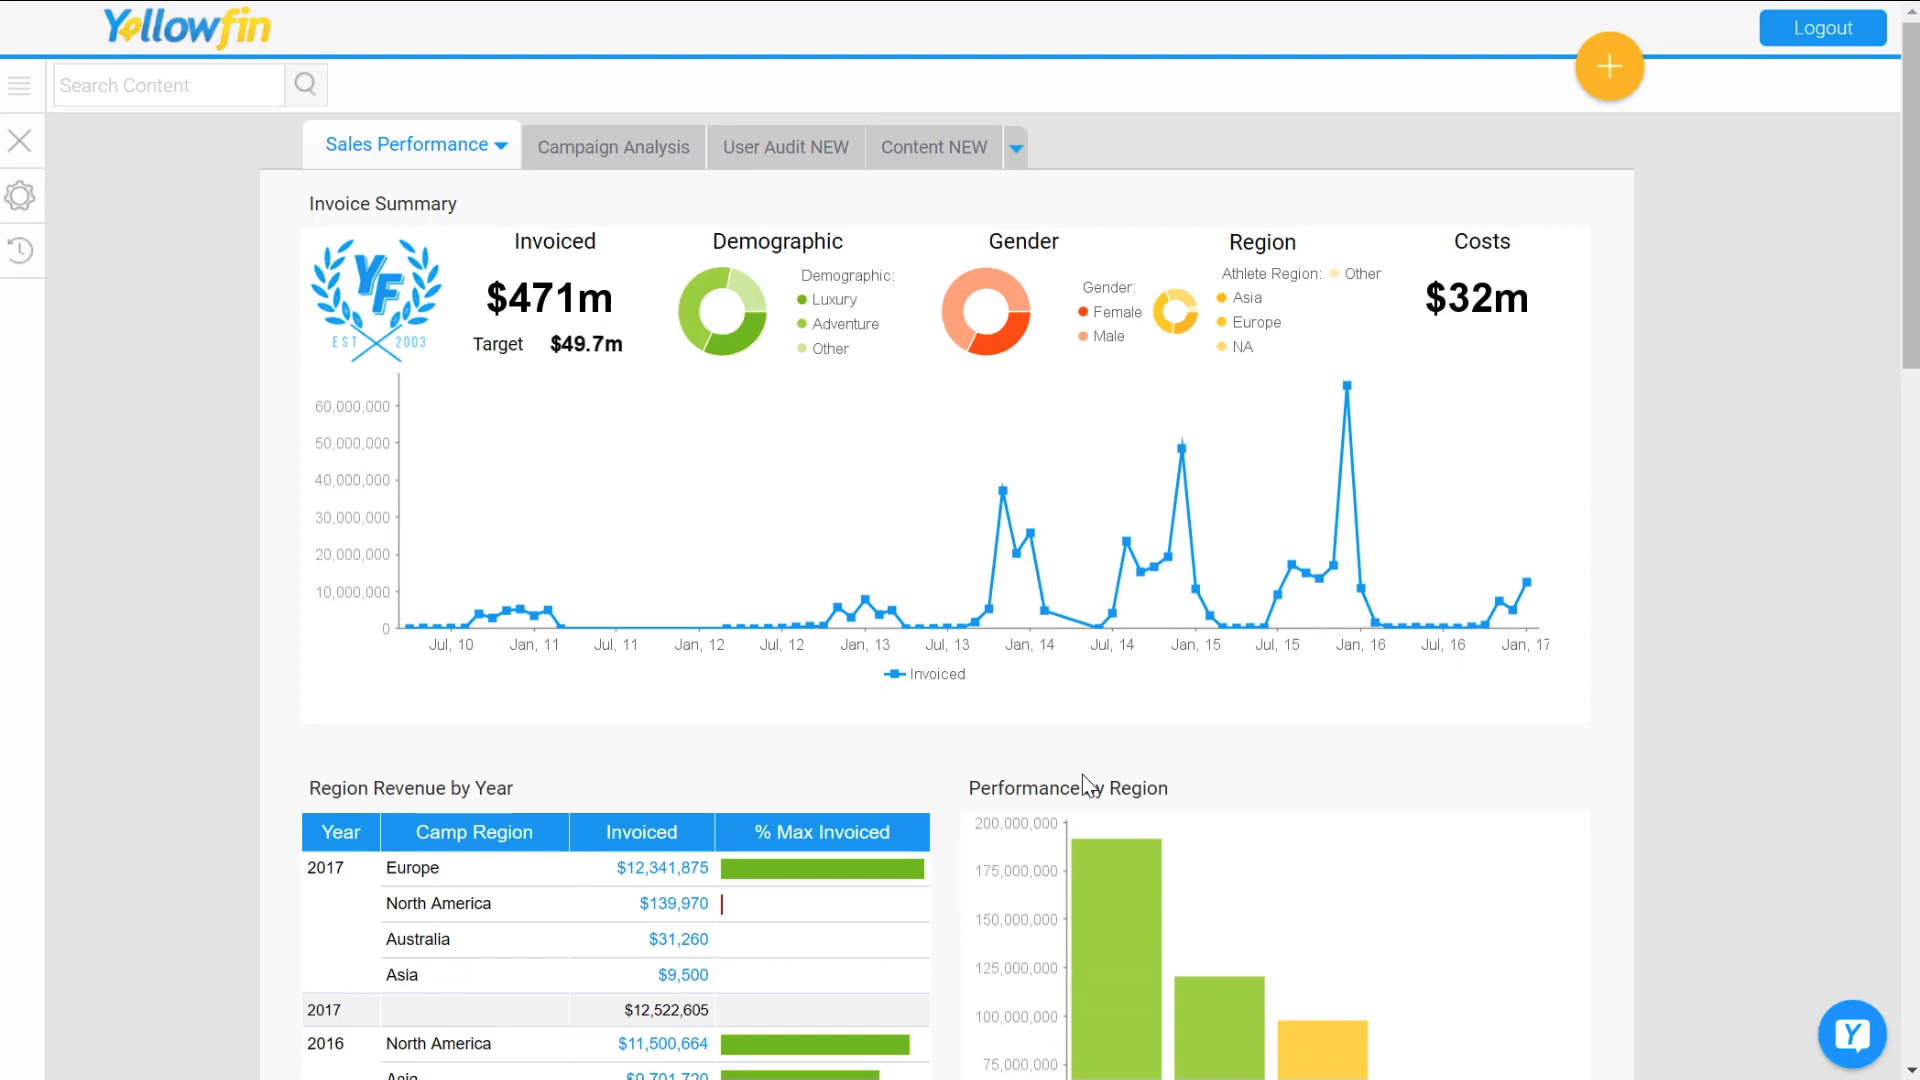 Yellowfin
Logout
Search Content
Sales Performance
Campaign Analysis
User Audit NEW
Content NEW
Invoice Summary
YF
EST 2003
Invoiced
$471m
Target $49.7m
Demographic
Demographic:
Luxury
Adventure
Other
Gender
Gender:
Female
Male
Region
Athlete Region: Other
Asia
Europe
NA
Costs
$32m
60,000,000
50,000,000
40,000,000
30,000,000
20,000,000
10,000,000
0
Jul, 10 Jan, 11 Jul, 11 Jan, 12 Jul, 12 Jan, 13 Jul, 13 Jan, 14 Jul, 14 Jan, 15 Jul, 15 Jan, 16 Jul, 16 Jan, 17
Invoiced
Region Revenue by Year
Year Camp Region Invoiced % Max Invoiced
2017 Europe $12,341,875
North America $139,970
Australia $31,260
Asia $9,500
2017 $12,522,605
2016 North America $11,500,664
Asia $9,701,720
Performance by Region
200,000,000
175,000,000
150,000,000
125,000,000
100,000,000
75,000,000
Y